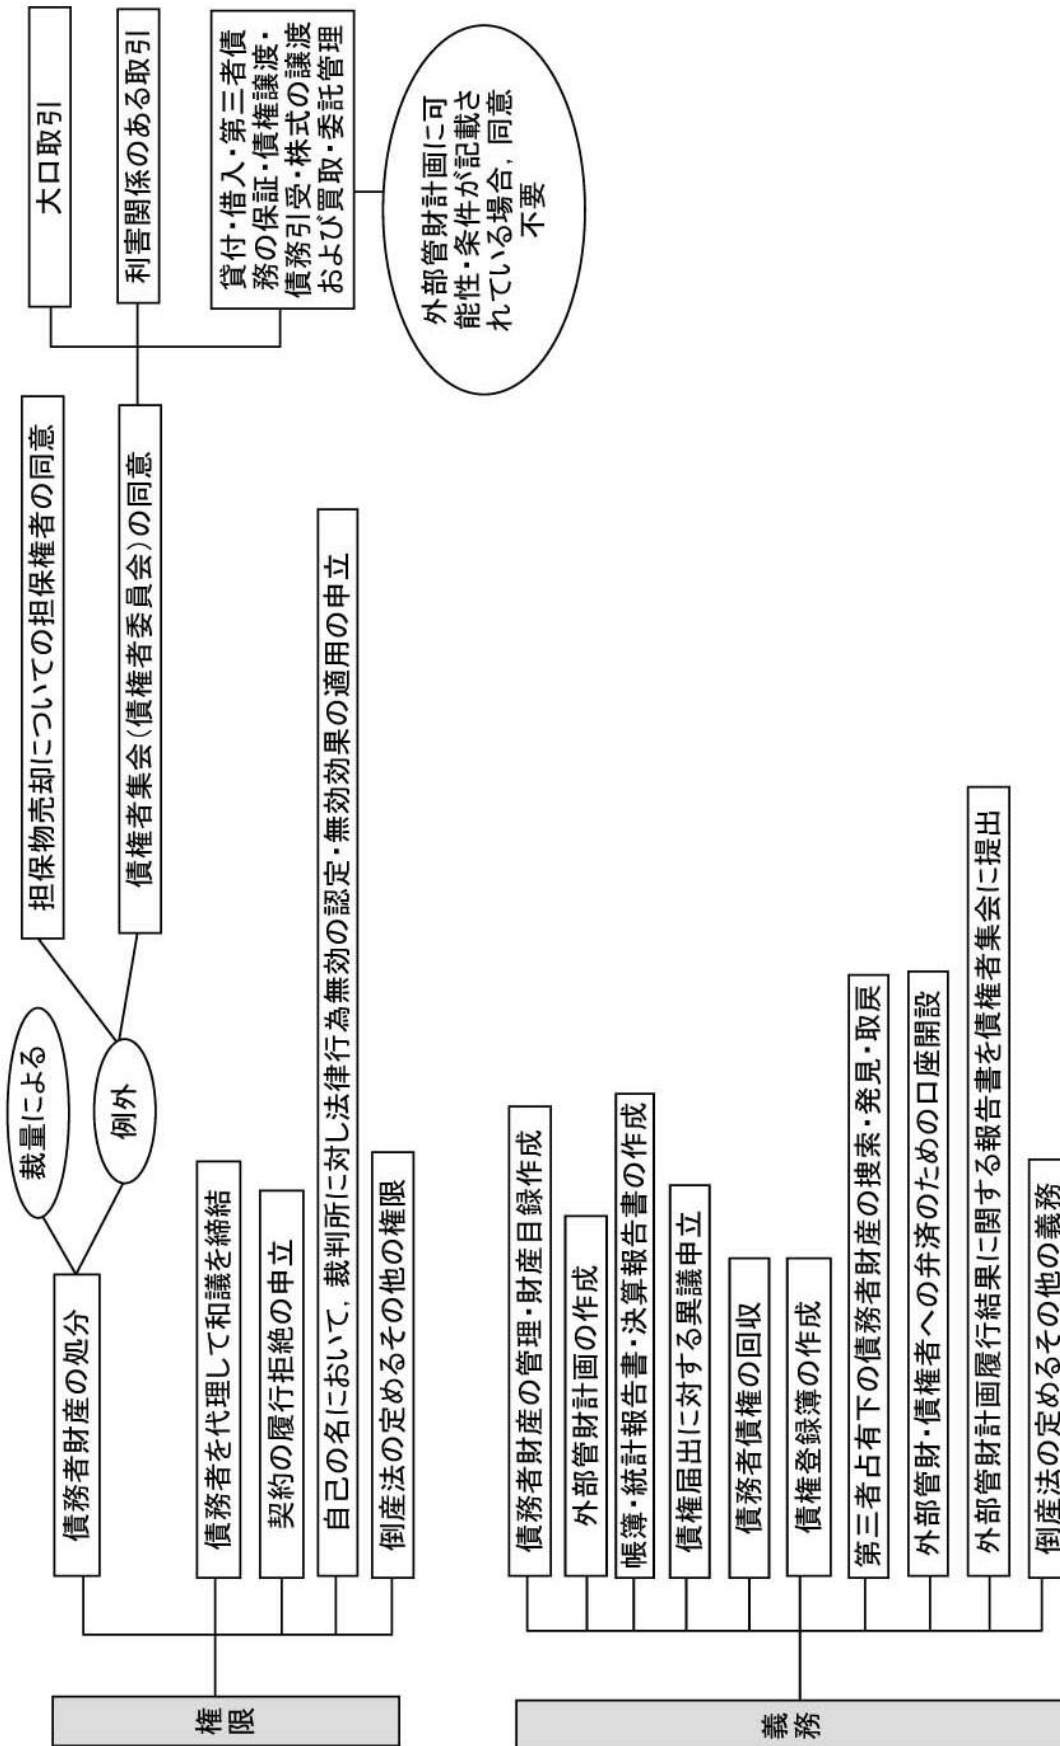 権
限
債務者財産の処分
裁量による
例外
担保物売却についての担保権者の同意
債権者集会(債権者委員会)の同意
大口取引
利害関係のある取引
貸付・借入・第三者債
務の保証・債権譲渡・
債務引受・株式の譲渡
および買取・委託管理
外部管財計画に可
能性・条件が記載さ
れている場合，同意
不要
債務者を代理して和議を締結
契約の履行拒絶の申立
自己の名において，裁判所に対し法律行為無効の認定・無効効果の適用の申立
倒産法の定めるその他の権限
義
務
債務者財産の管理・財産目録作成
外部管財計画の作成
帳簿・統計報告書・決算報告書の作成
債権届出に対する異議申立
債務者債権の回収
債権登録簿の作成
第三者占有下の債務者財産の捜索・発見・取戻
外部管財・債権者への弁済のための口座開設
外部管財計画履行結果に関する報告書を債権者集会に提出
倒産法の定めるその他の義務